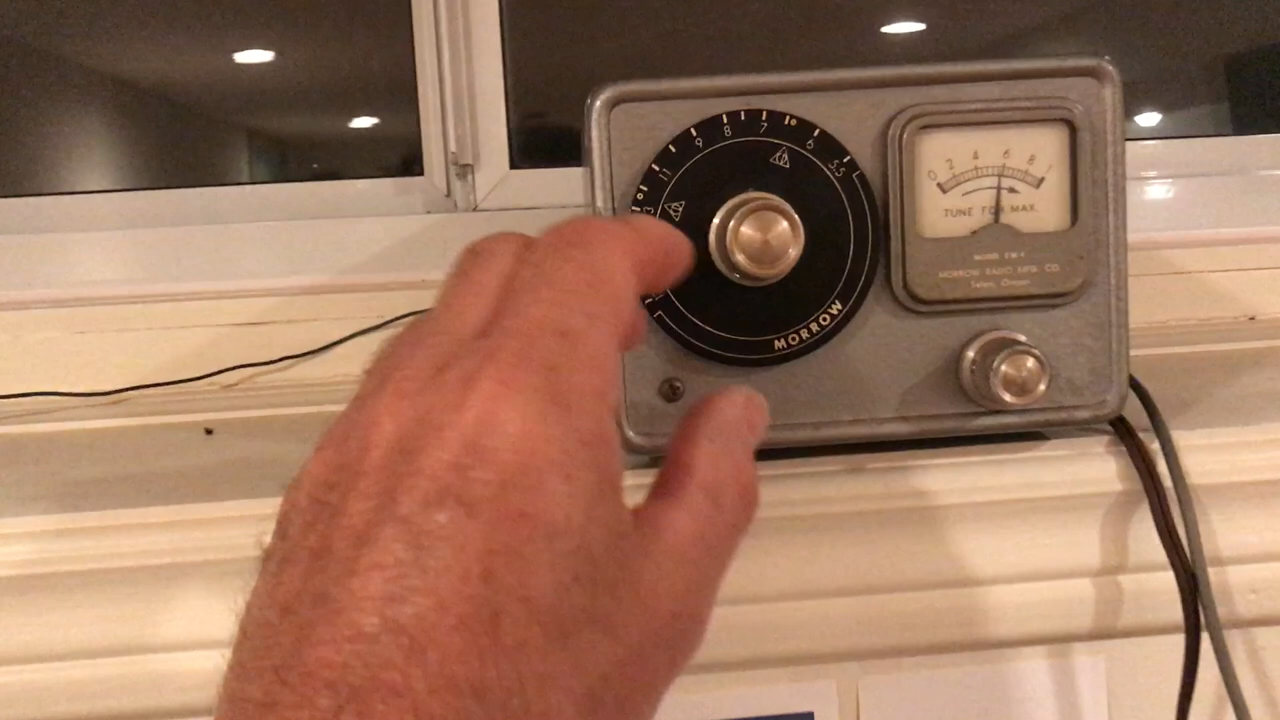 5.5
6
7
8
9
11
13
MORROW
0 2 4 6 8
TUNE FOR MAX.
MORROW RADIO MFG. CO.
Salem, Oregon